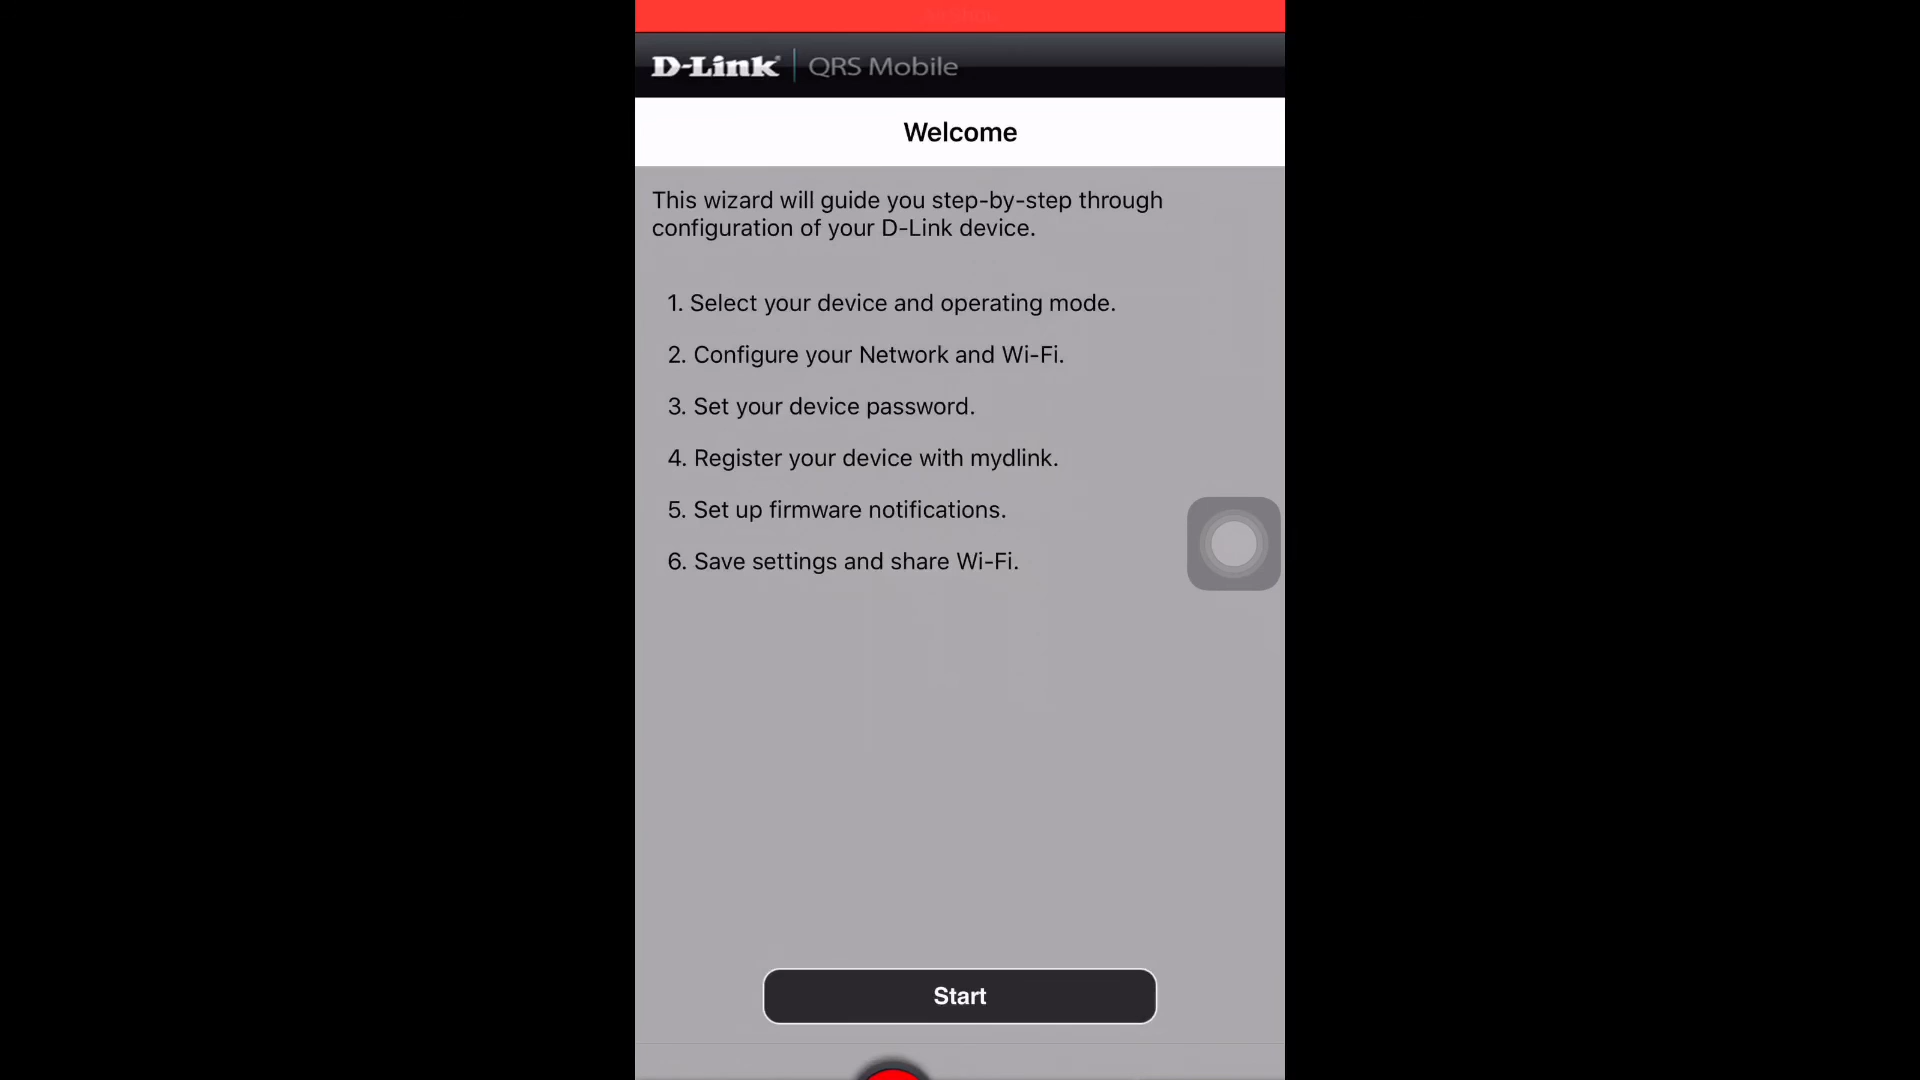 D-Link QRS Mobile
Welcome
This wizard will guide you step-by-step through
configuration of your D-Link device.
1. Select your device and operating mode.
2. Configure your Network and Wi-Fi.
3. Set your device password.
4. Register your device with mydlink.
5. Set up firmware notifications.
6. Save settings and share Wi-Fi.
Start